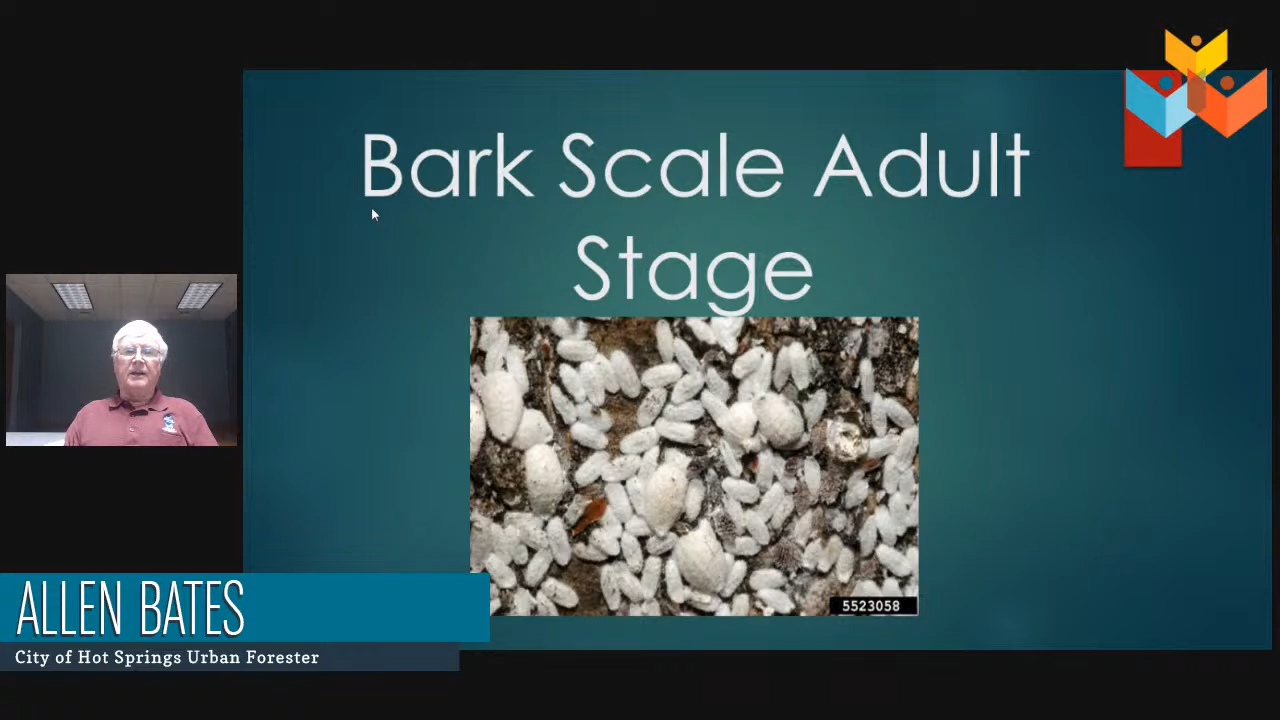 Bark Scale Adult
Stage
5523058
ALLEN BATES
City of Hot Springs Urban Forester